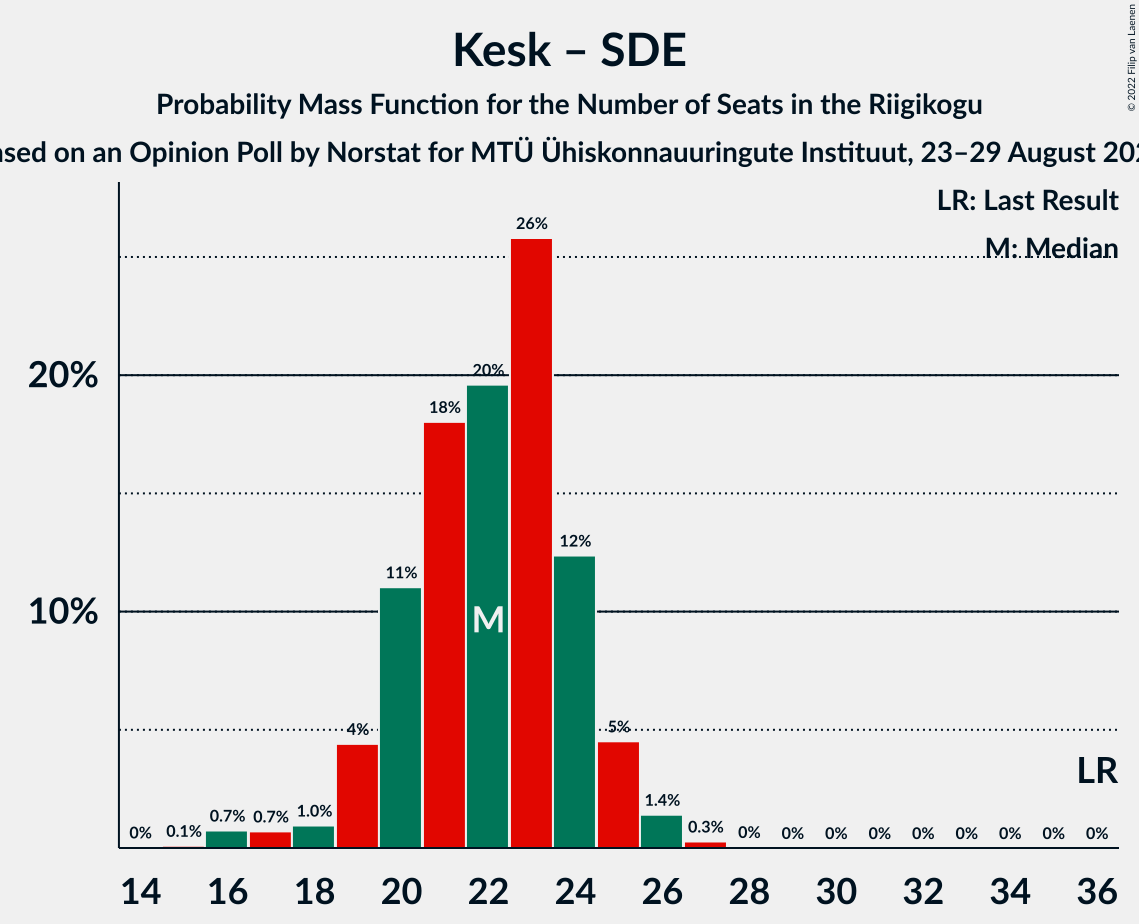 Kesk – SDE
Probability Mass Function for the Number of Seats in the Riigikogu
on an Opinion Poll by Norstat for MTÜ Ühiskonnauuringute Instituut, 23–29 August
© 2022 Filip van Laenen
LR: Last Result
M: Median
20%
10%
0% 0.1% 0.7% 0.7% 1.0% 4% 11% 18% 20% 26% 12% 5% 1.4% 0.3% 0% 0% 0% 0% 0% 0% 0% 0% 0%
M
LR
14 16 18 20 22 24 26 28 30 32 34 36